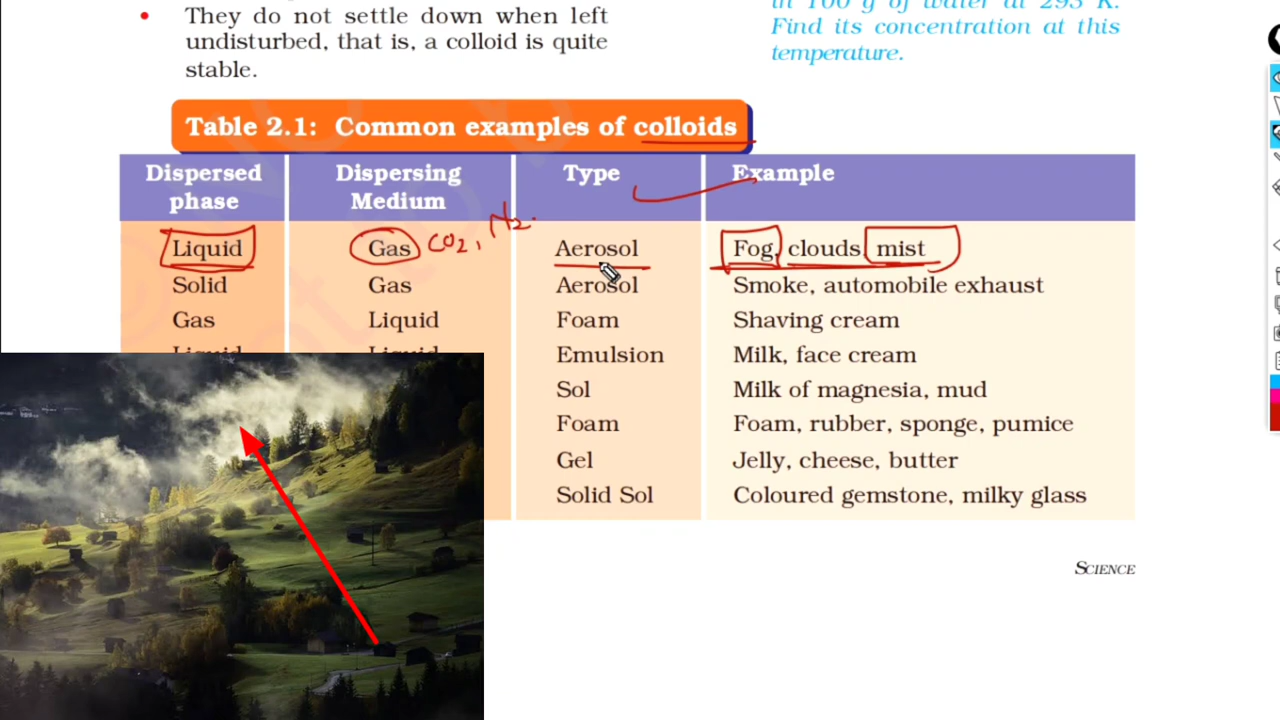 • They do not settle down when left
undisturbed, that is, a colloid is quite
stable.
in 100 g of water at 293 K.
Find its concentration at this
temperature.
Table 2.1: Common examples of colloids
Dispersed phase Dispersing Medium Type Example
Liquid Gas CO2, N2. Aerosol Fog, clouds, mist
Solid Gas Aerosol Smoke, automobile exhaust
Gas Liquid Foam Shaving cream
Liquid Liquid Emulsion Milk, face cream
Sol Milk of magnesia, mud
Foam Foam, rubber, sponge, pumice
Gel Jelly, cheese, butter
Solid Sol Coloured gemstone, milky glass
SCIENCE